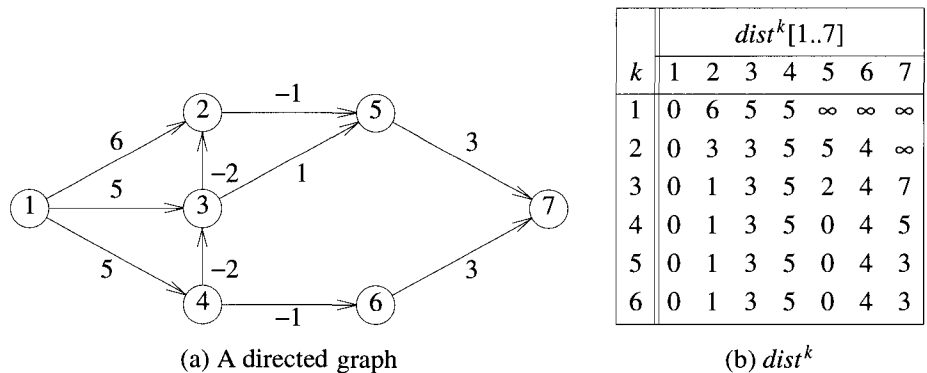 2
−1
5
6
3
−2
1
5
1
3
7
5
−2
3
4
−1
6
(a) A directed graph
dist^k[1..7]
k 1 2 3 4 5 6 7
1 0 6 5 5 ∞ ∞ ∞
2 0 3 3 5 5 4 ∞
3 0 1 3 5 2 4 7
4 0 1 3 5 0 4 5
5 0 1 3 5 0 4 3
6 0 1 3 5 0 4 3
(b) dist^k